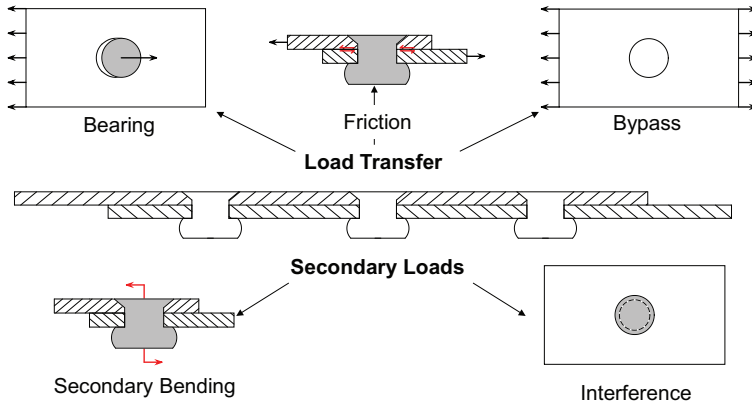 Bearing
Friction
Bypass
Load Transfer
Secondary Loads
Secondary Bending
Interference